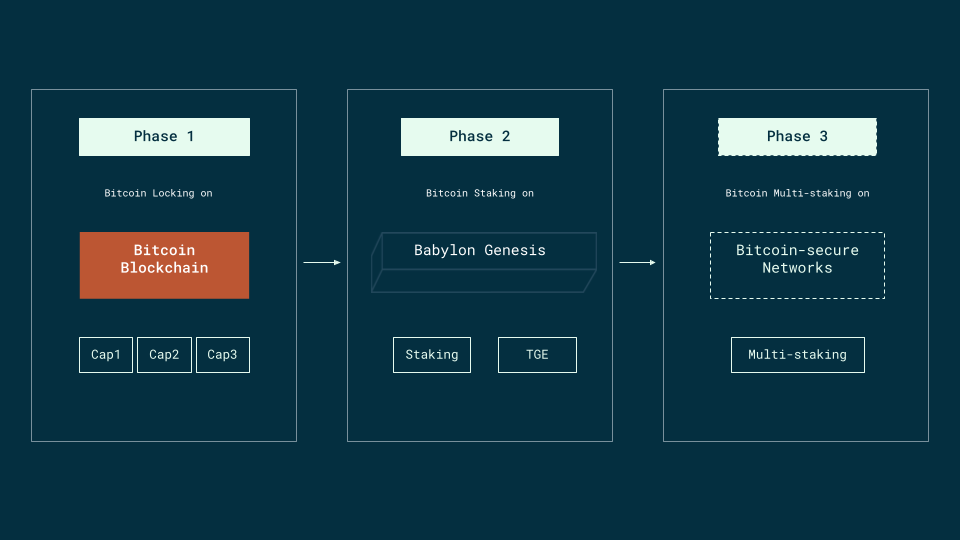 Phase 1
Bitcoin Locking on
Bitcoin
Blockchain
Cap1
Cap2
Cap3
Phase 2
Bitcoin Staking on
Babylon Genesis
Staking
TGE
Phase 3
Bitcoin Multi-staking on
Bitcoin-secure
Networks
Multi-staking